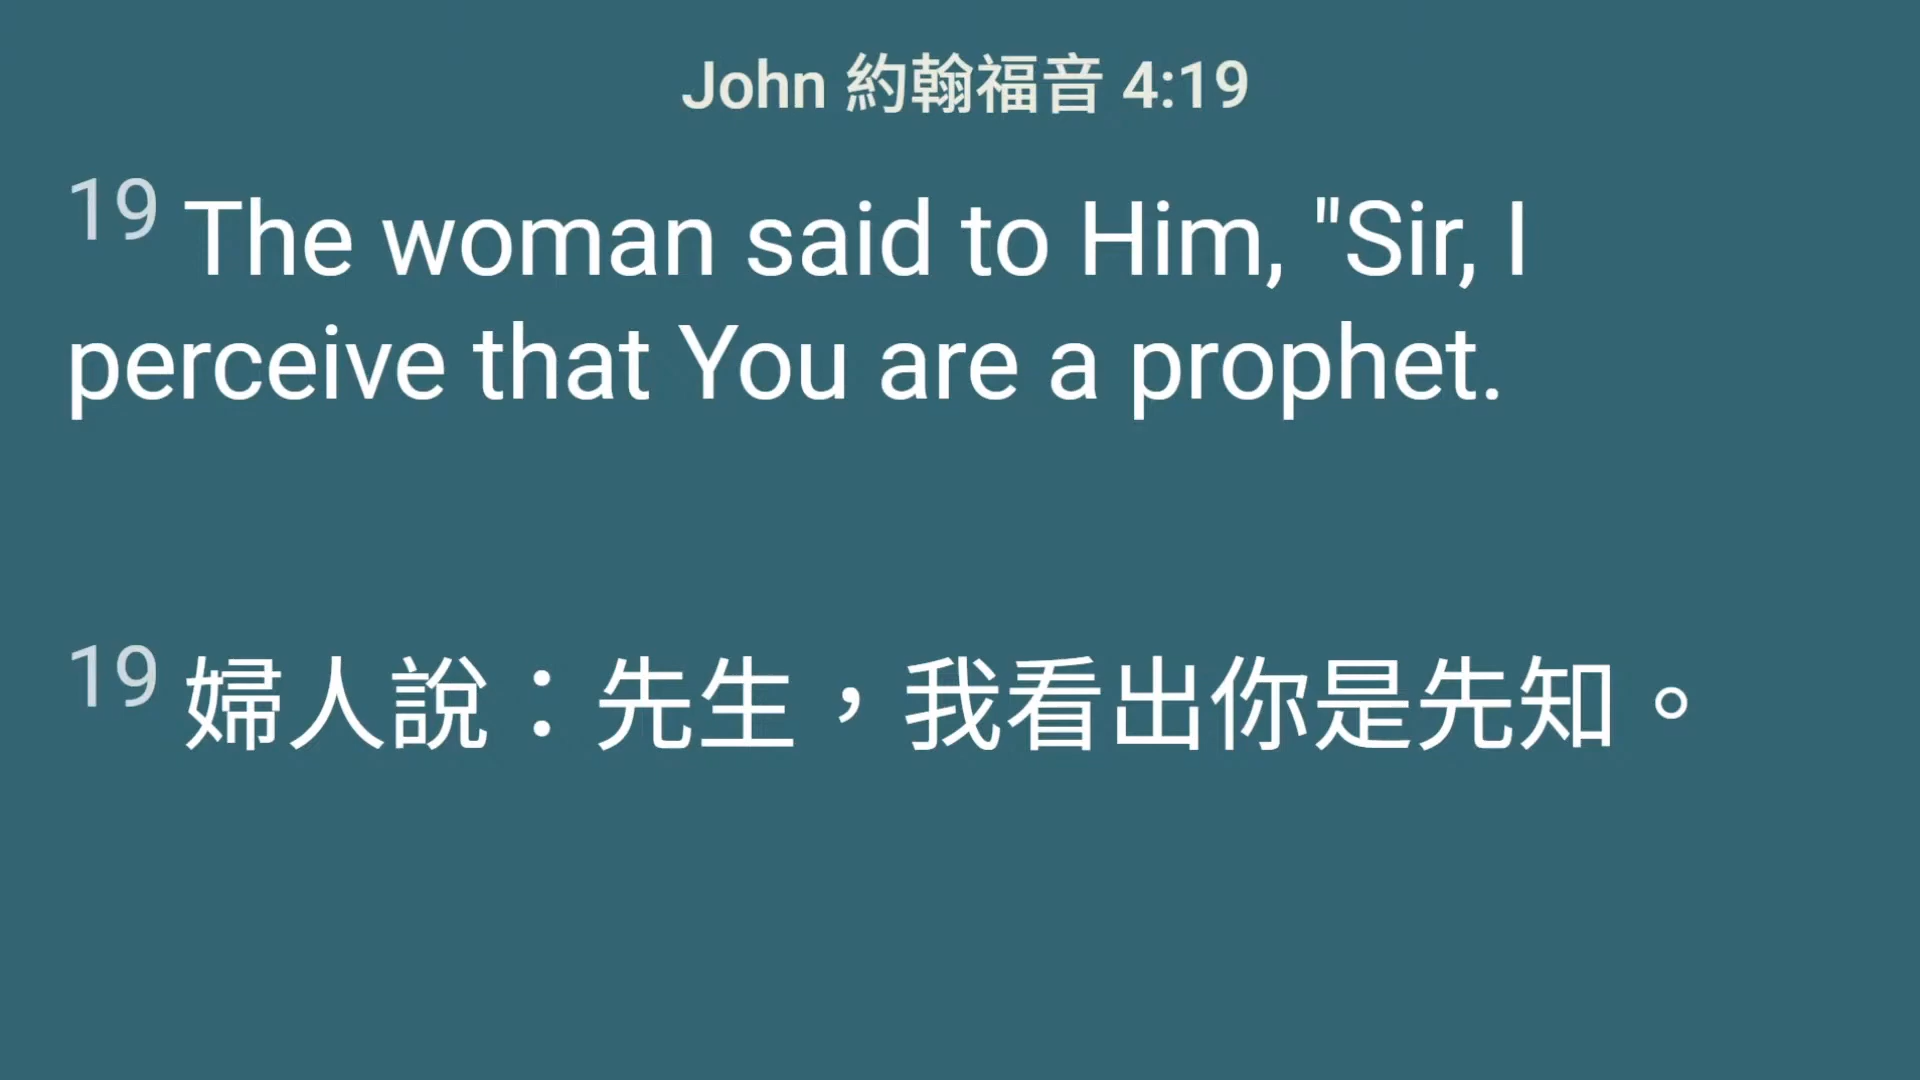 John 約翰福音 4:19
19 The woman said to Him, "Sir, I
perceive that You are a prophet.
19 婦人說：先生，我看出你是先知。